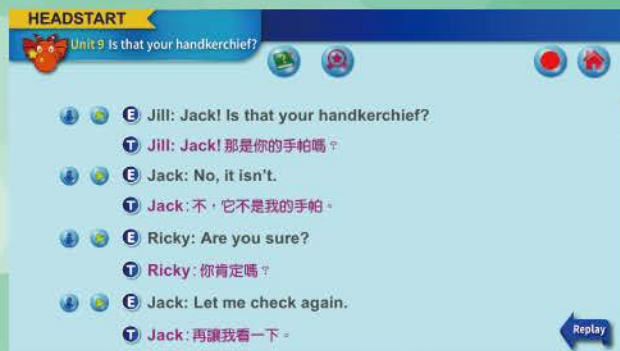 HEADSTART
Unit 9 Is that your handkerchief?
E Jill: Jack! Is that your handkerchief?
T Jill: Jack! 那是你的手帕嗎？
E Jack: No, it isn't.
T Jack:不，它不是我的手帕。
E Ricky: Are you sure?
T Ricky:你肯定嗎？
E Jack: Let me check again.
T Jack:再讓我看一下。
Replay